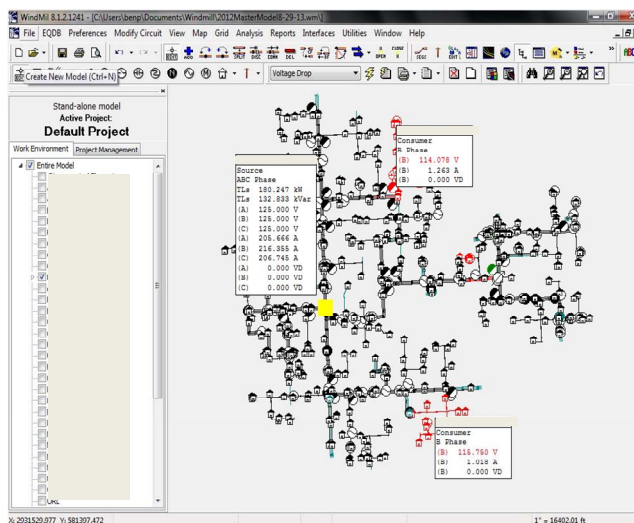 WindMil 8.1.2.1241 - [C:\Users\benp\Documents\Windmil\2012MasterModel8-29-13.wm\]
File EQDB Preferences Modify Circuit View Map Grid Analysis Reports Interfaces Utilities Window Help
Create New Model (Ctrl+N)
Voltage Drop
Stand-alone model
Active Project:
Default Project
Work Environment Project Management
Entire Model
URL
Source
ABC Phase
TLs 180.247 kW
TLs 132.833 kVar
(A) 125.000 V
(B) 125.000 V
(C) 125.000 V
(A) 205.666 A
(B) 216.355 A
(C) 206.745 A
(A) 0.000 VD
(B) 0.000 VD
(C) 0.000 VD
Consumer
B Phase
(B) 114.078 V
(B) 1.263 A
(B) 0.000 VD
Consumer
B Phase
(B) 115.750 V
(B) 1.018 A
(B) 0.000 VD
X: 2931529.977 Y: 581397.472
1" = 16402.01 ft